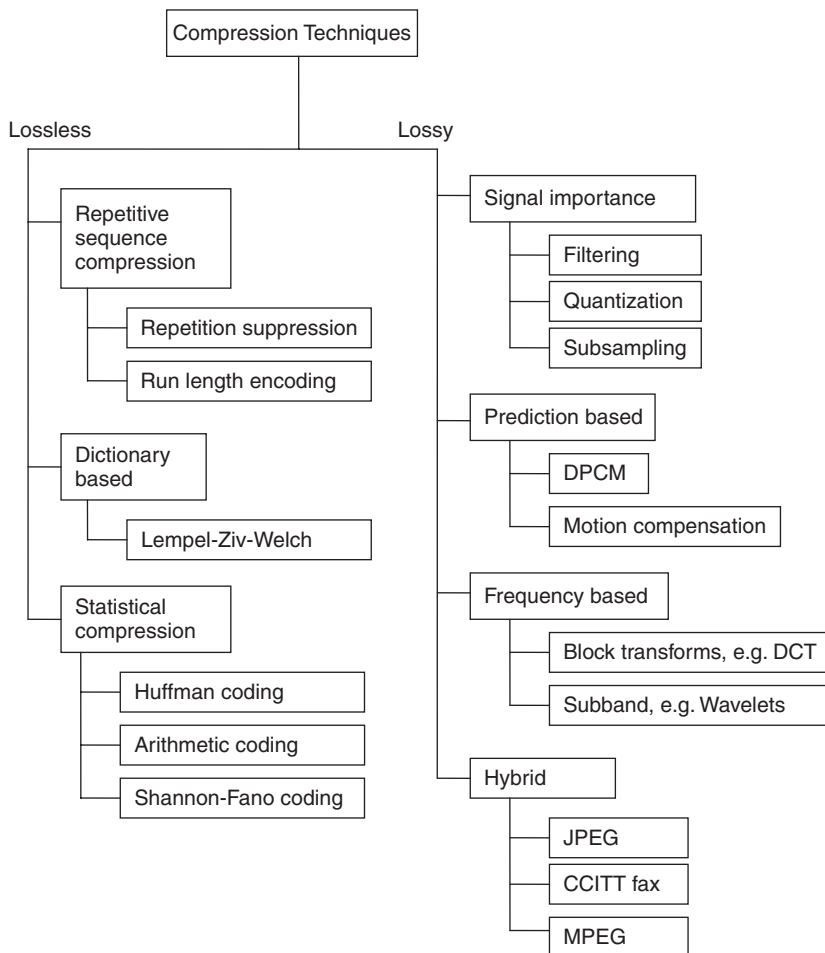 Compression Techniques
Lossless
Lossy
Repetitive
sequence
compression
Repetition suppression
Run length encoding
Dictionary
based
Lempel-Ziv-Welch
Statistical
compression
Huffman coding
Arithmetic coding
Shannon-Fano coding
Signal importance
Filtering
Quantization
Subsampling
Prediction based
DPCM
Motion compensation
Frequency based
Block transforms, e.g. DCT
Subband, e.g. Wavelets
Hybrid
JPEG
CCITT fax
MPEG